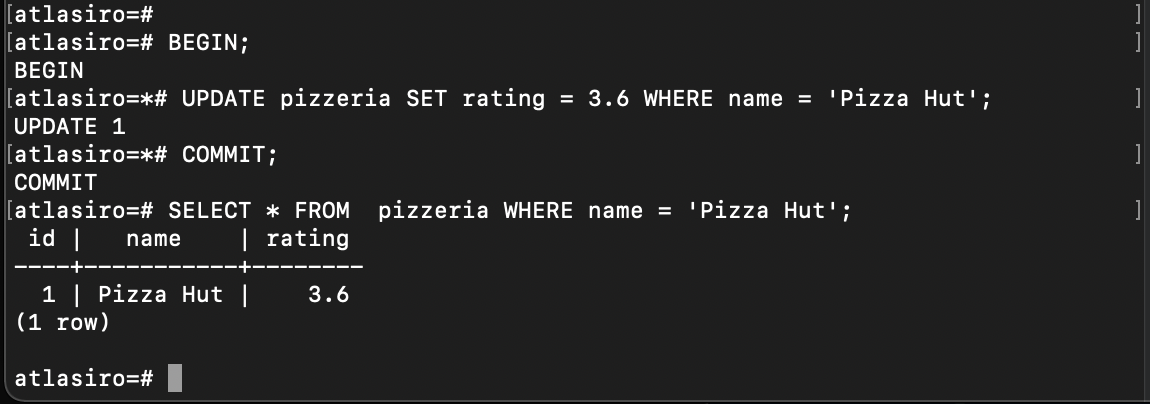 [atlasiro=# ]
[atlasiro=# BEGIN; ]
BEGIN
[atlasiro=*# UPDATE pizzeria SET rating = 3.6 WHERE name = 'Pizza Hut'; ]
UPDATE 1
[atlasiro=*# COMMIT; ]
COMMIT
[atlasiro=# SELECT * FROM  pizzeria WHERE name = 'Pizza Hut'; ]
 id |   name    | rating
----+-----------+--------
  1 | Pizza Hut |    3.6
(1 row)
atlasiro=#